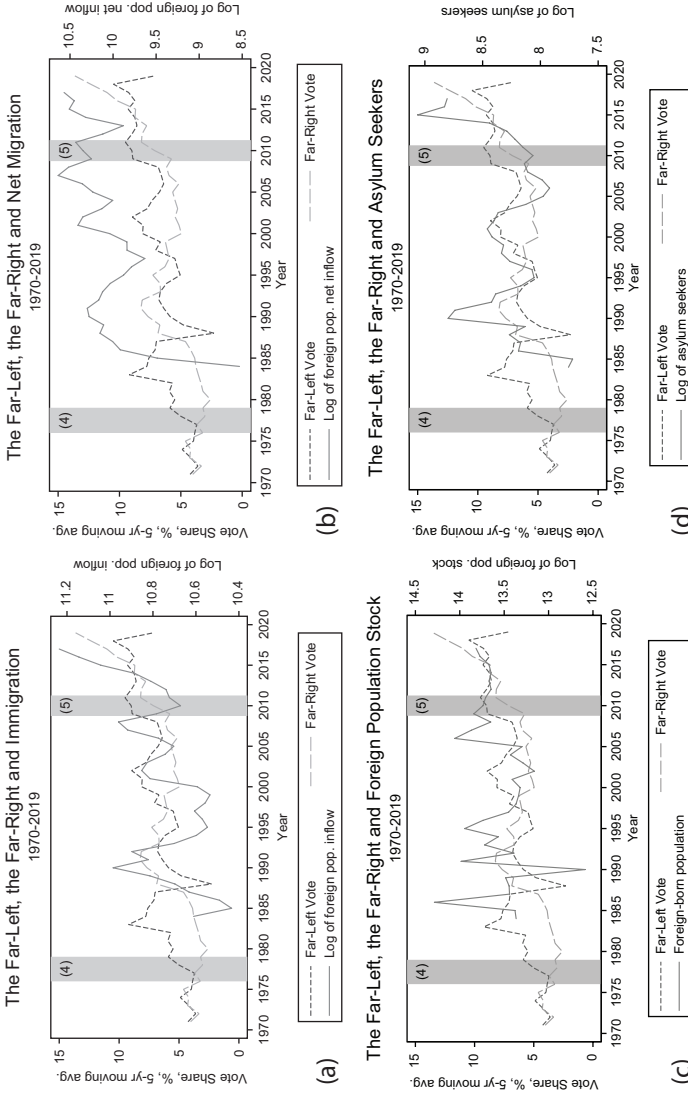 The Far-Left, the Far-Right and Immigration
1970-2019
(4)
(5)
Vote Share, %, 5-yr moving avg.
0
5
10
15
Log of foreign pop. inflow
10.4
10.6
10.8
11
11.2
1970
1975
1980
1985
1990
1995
2000
2005
2010
2015
2020
Year
Far-Left Vote
Far-Right Vote
Log of foreign pop. inflow
(a)
The Far-Left, the Far-Right and Net Migration
1970-2019
(4)
(5)
Vote Share, %, 5-yr moving avg.
0
5
10
15
Log of foreign pop. net inflow
8.5
9
9.5
10
10.5
1970
1975
1980
1985
1990
1995
2000
2005
2010
2015
2020
Year
Far-Left Vote
Far-Right Vote
Log of foreign pop. net inflow
(b)
The Far-Left, the Far-Right and Foreign Population Stock
1970-2019
(4)
(5)
Vote Share, %, 5-yr moving avg.
0
5
10
15
Log of foreign pop. stock
12.5
13
13.5
14
14.5
1970
1975
1980
1985
1990
1995
2000
2005
2010
2015
2020
Year
Far-Left Vote
Far-Right Vote
Foreign-born population
(c)
The Far-Left, the Far-Right and Asylum Seekers
1970-2019
(4)
(5)
Vote Share, %, 5-yr moving avg.
0
5
10
15
Log of asylum seekers
7.5
8
8.5
9
1970
1975
1980
1985
1990
1995
2000
2005
2010
2015
2020
Year
Far-Left Vote
Far-Right Vote
Log of asylum seekers
(d)